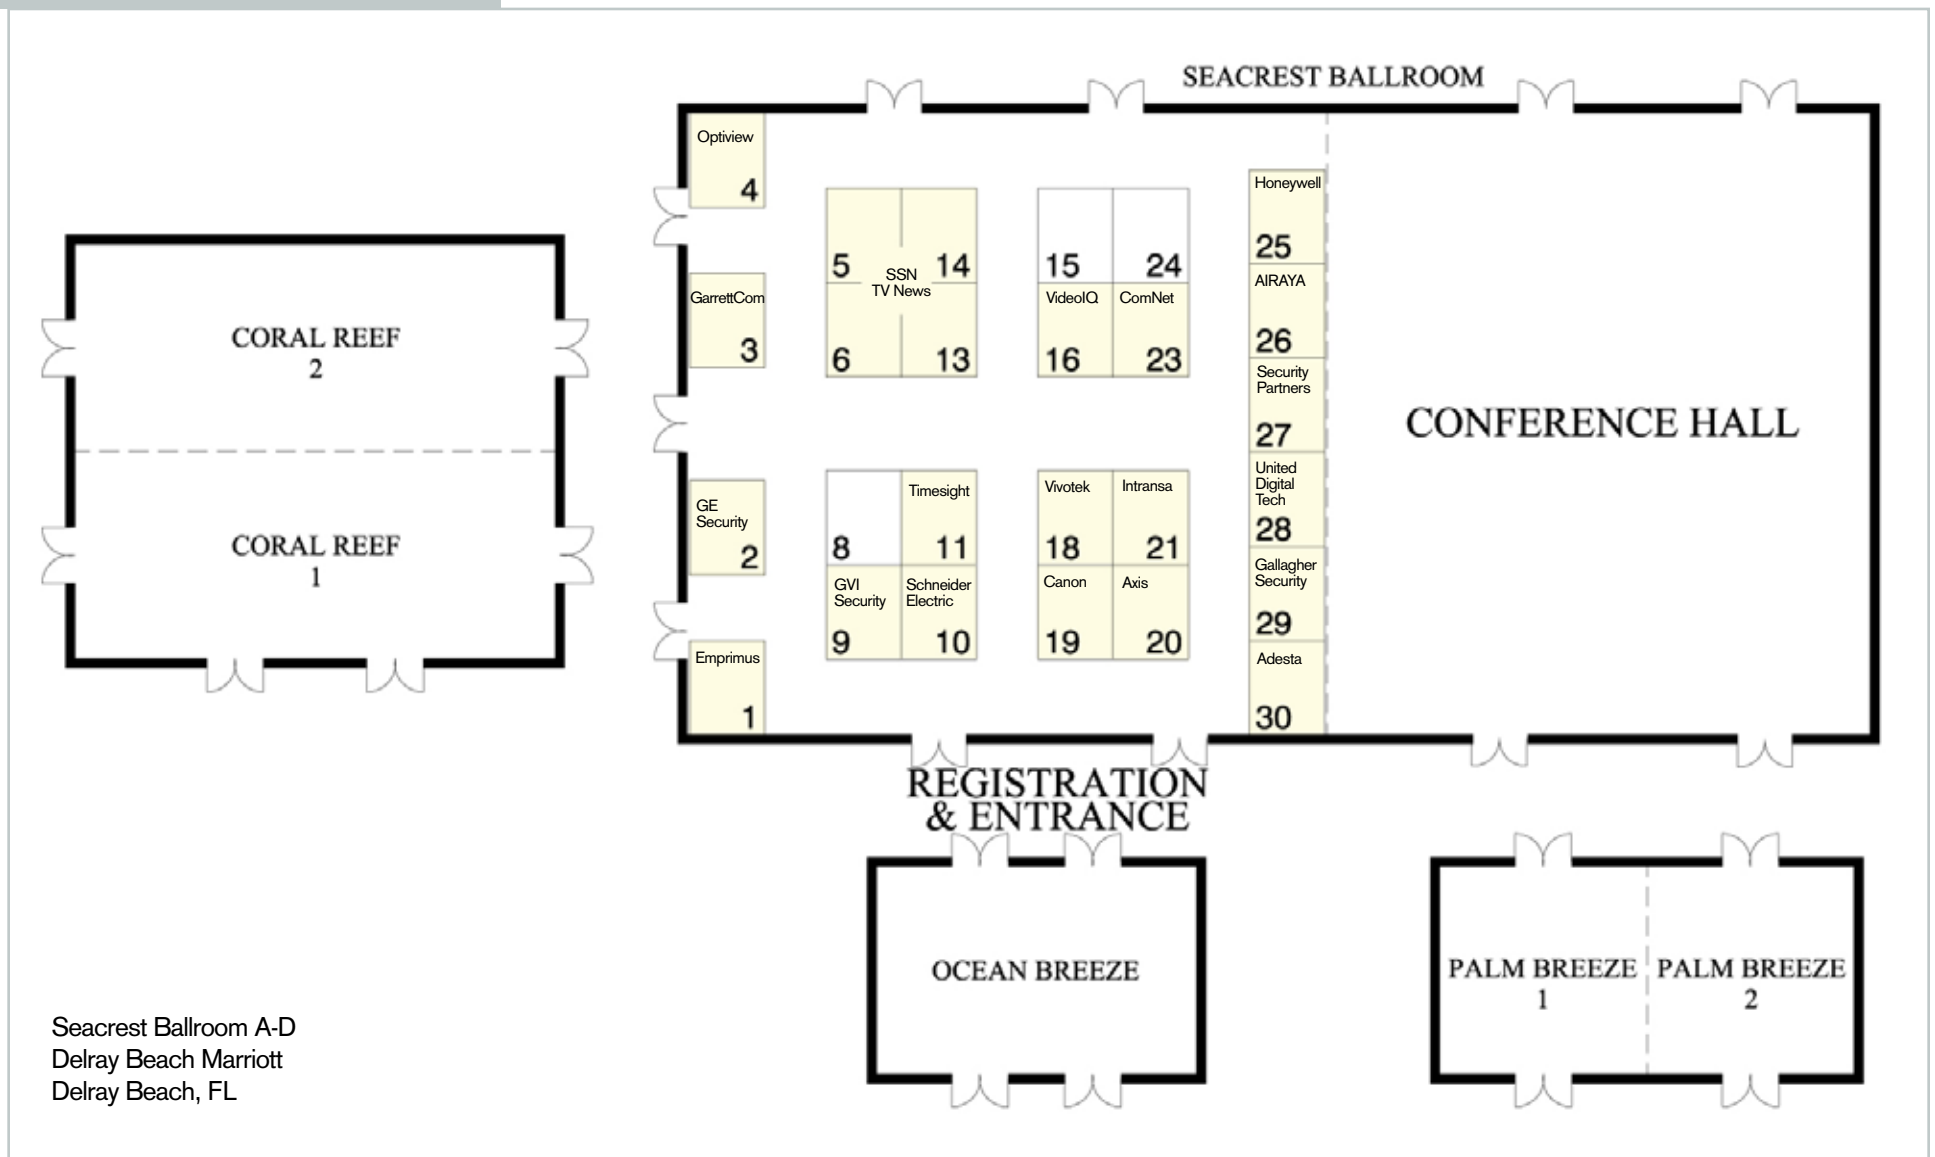 SEACREST BALLROOM
Optiview
4
GarrettCom
3
GE
Security
2
Emprimus
1
5
14
SSN
TV News
6
13
15
24
VideoIQ
ComNet
16
23
8
Timesight
11
GVI
Security
9
Schneider
Electric
10
Vivotek
18
Intransa
21
Canon
19
Axis
20
Honeywell
25
AIRAYA
26
Security
Partners
27
United
Digital
Tech
28
Gallagher
Security
29
Adesta
30
CONFERENCE HALL
CORAL REEF
2
CORAL REEF
1
REGISTRATION
& ENTRANCE
OCEAN BREEZE
PALM BREEZE
1
PALM BREEZE
2
Seacrest Ballroom A-D
Delray Beach Marriott
Delray Beach, FL